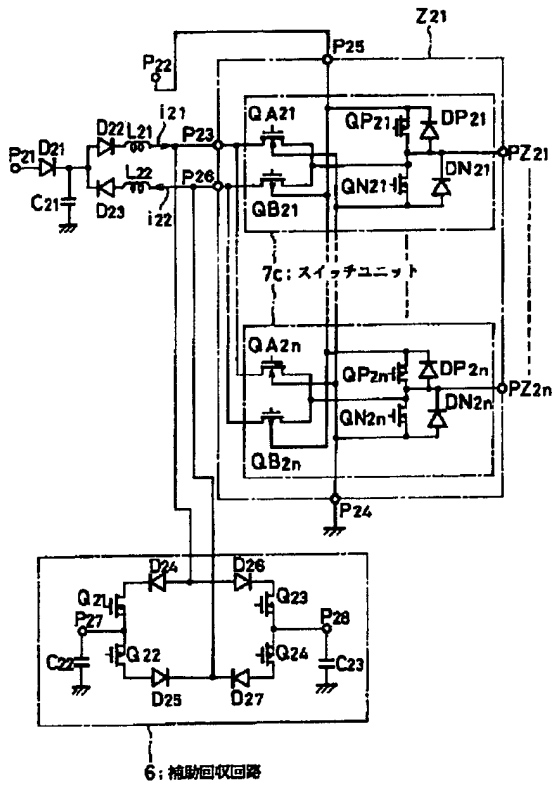 Z21
P25
P22
i21
D22 L21
P23
QA21
QP21
DP21
P21 D21
PZ21
L22
P26
QN21
DN21
C21
D23
i22
QB21
7c:スイッチユニット
QA2n
QP2n
DP2n
PZ2n
QN2n
DN2n
QB2n
P24
D24
D26
Q21
Q23
P27
P28
C22
Q22
Q24
C23
D25
D27
6:補助回収回路